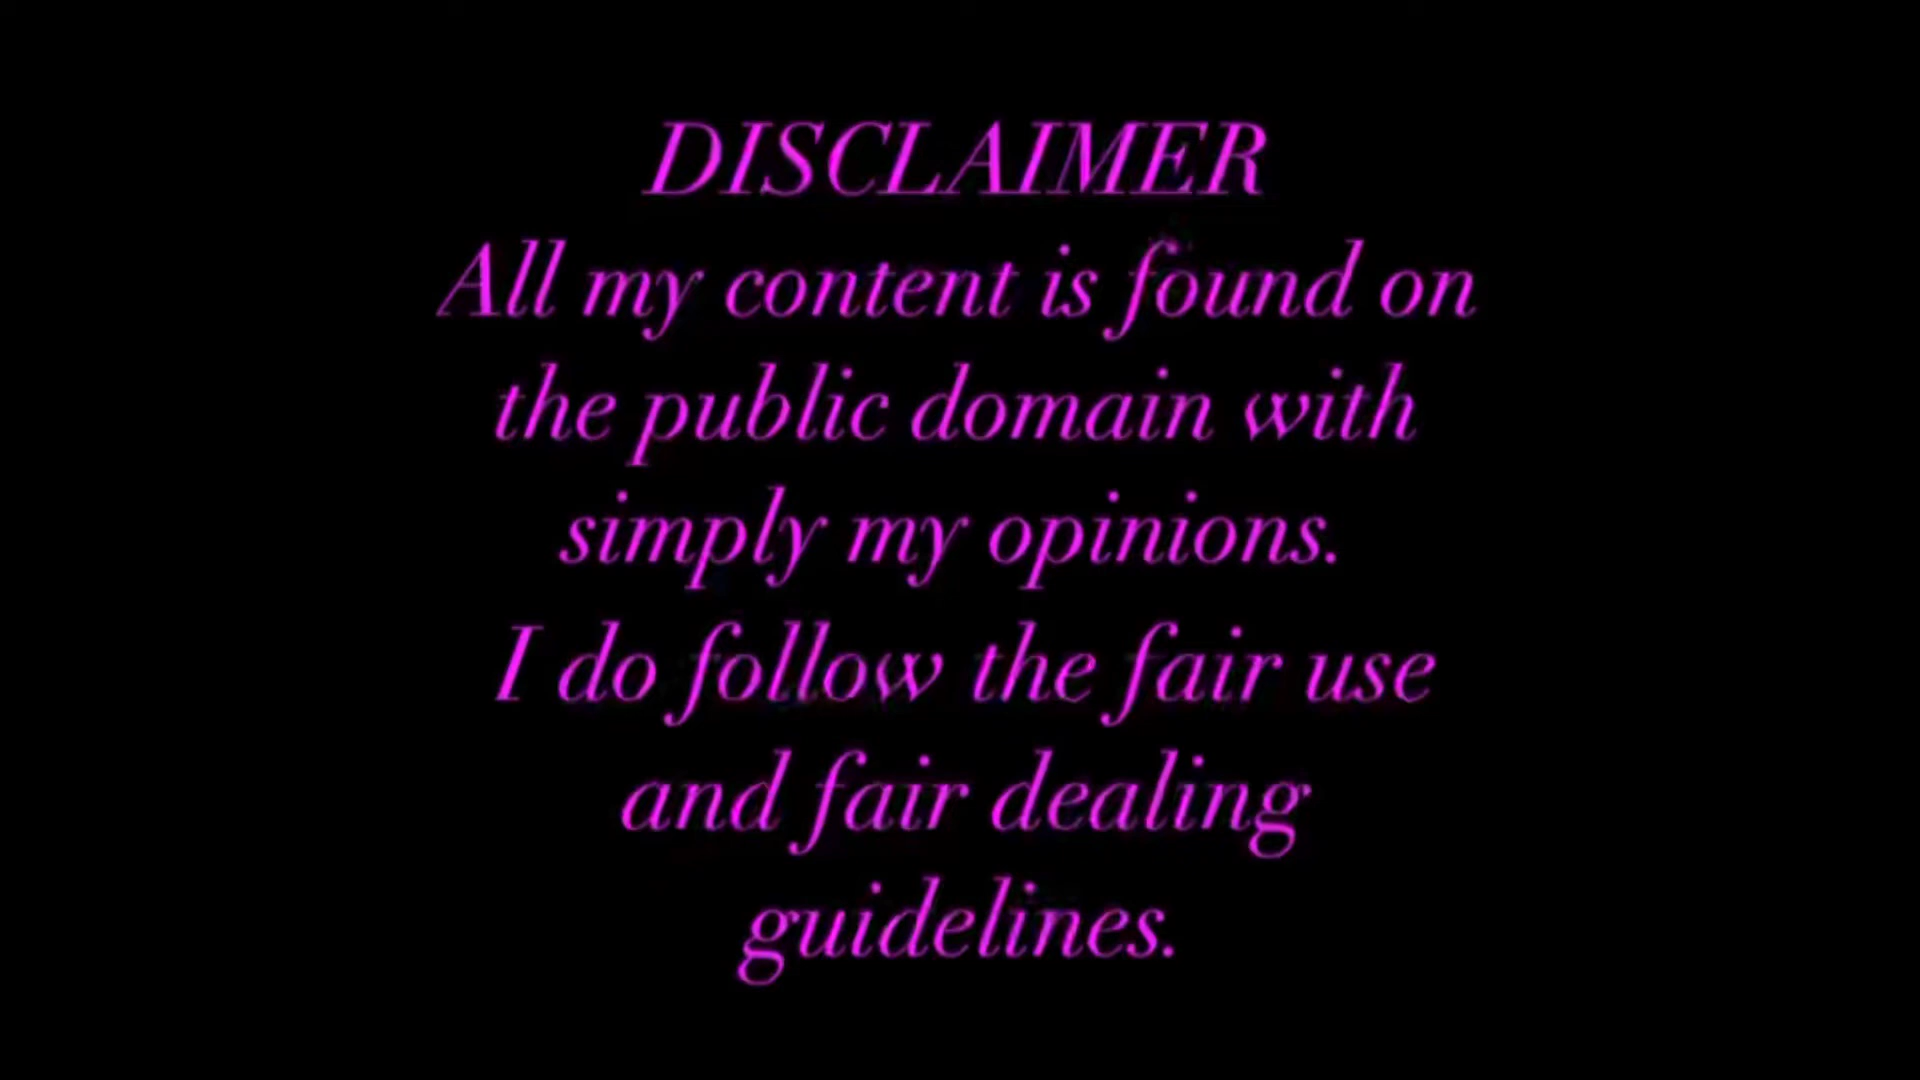 DISCLAIMER
All my content is found on
the public domain with
simply my opinions.
I do follow the fair use
and fair dealing
guidelines.